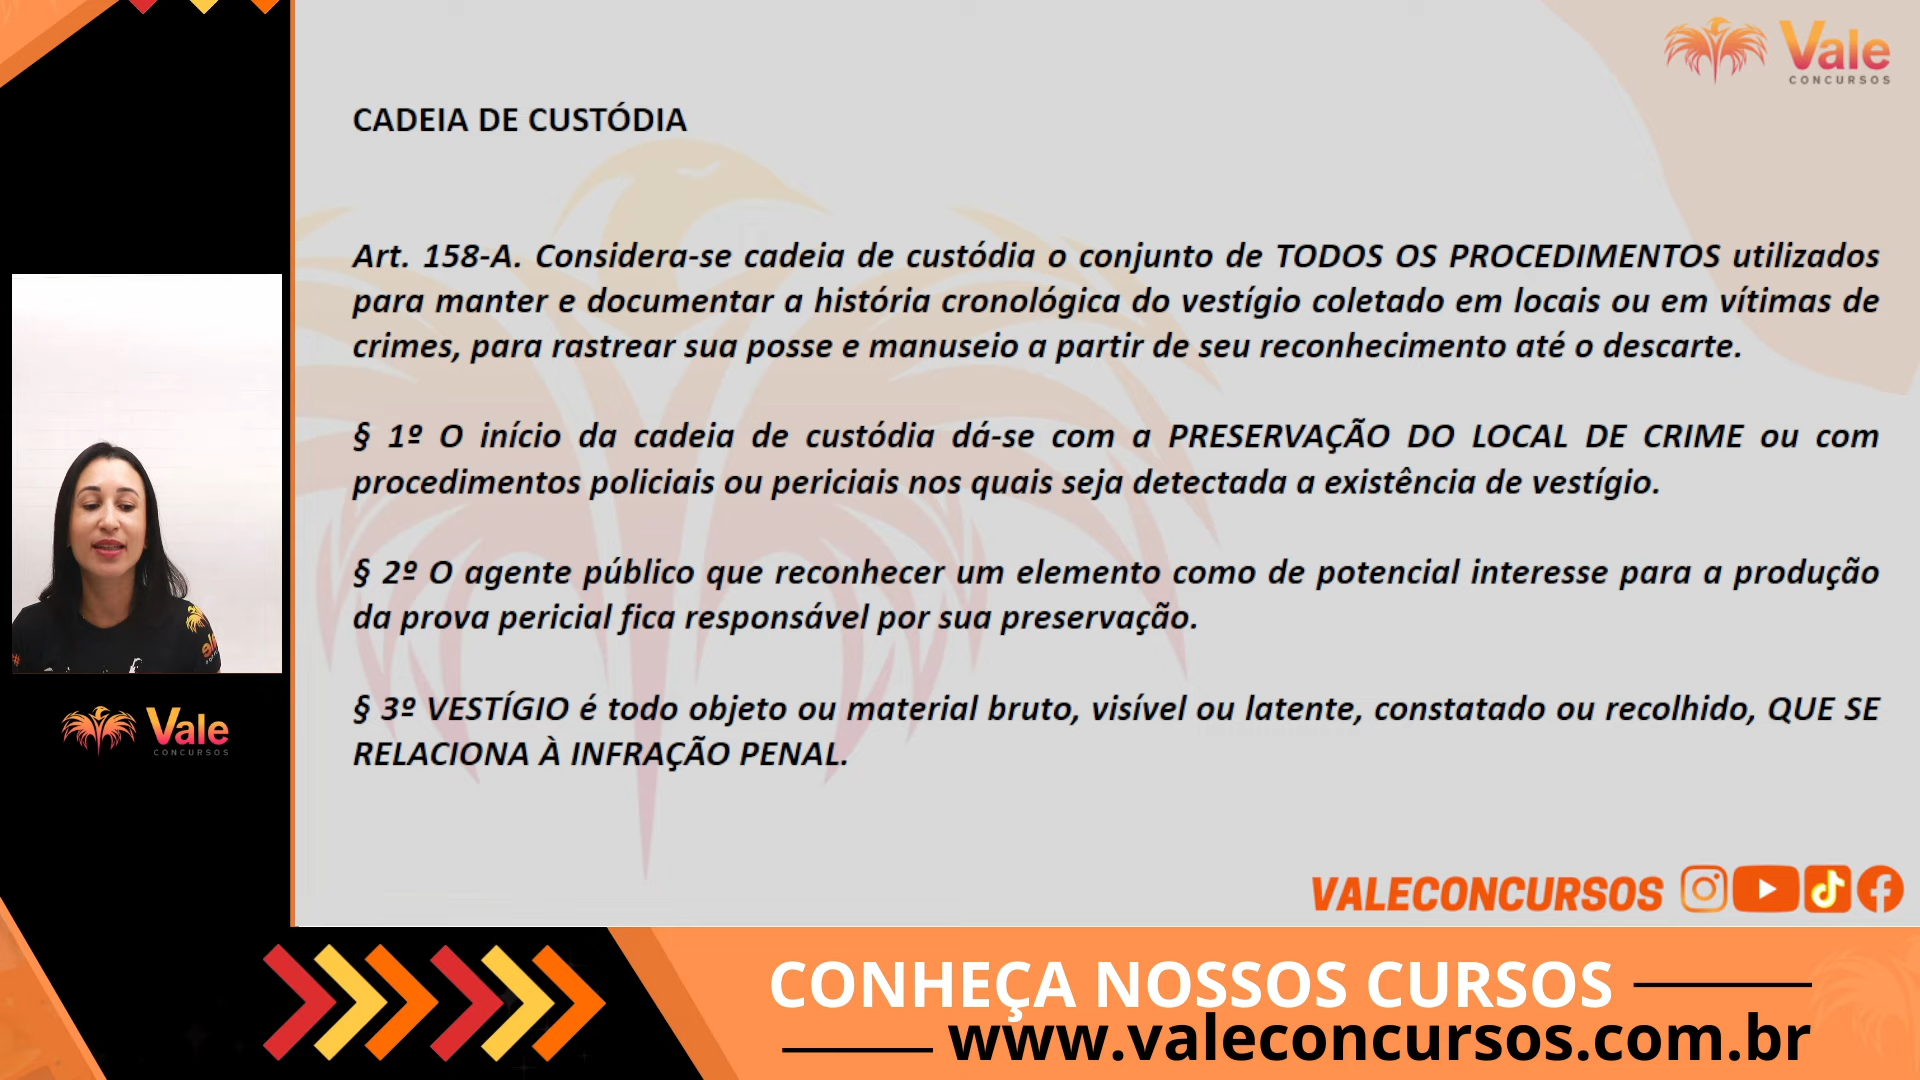 Vale
CONCURSOS
CADEIA DE CUSTÓDIA
Art. 158-A. Considera-se cadeia de custódia o conjunto de TODOS OS PROCEDIMENTOS utilizados
para manter e documentar a história cronológica do vestígio coletado em locais ou em vítimas de
crimes, para rastrear sua posse e manuseio a partir de seu reconhecimento até o descarte.
§ 1º O início da cadeia de custódia dá-se com a PRESERVAÇÃO DO LOCAL DE CRIME ou com
procedimentos policiais ou periciais nos quais seja detectada a existência de vestígio.
§ 2º O agente público que reconhecer um elemento como de potencial interesse para a produção
da prova pericial fica responsável por sua preservação.
§ 3º VESTÍGIO é todo objeto ou material bruto, visível ou latente, constatado ou recolhido, QUE SE
RELACIONA À INFRAÇÃO PENAL.
Vale
CONCURSOS
VALECONCURSOS
CONHEÇA NOSSOS CURSOS
www.valeconcursos.com.br